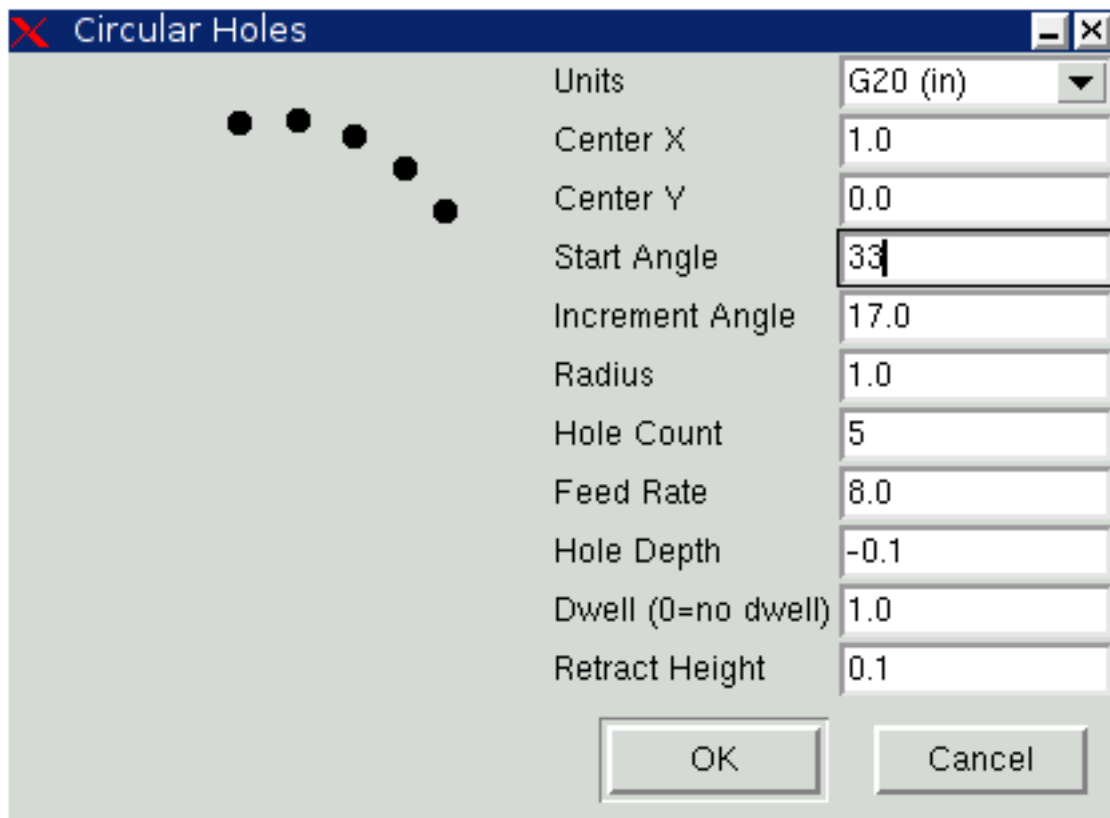 Circular Holes
Units G20 (in)
Center X 1.0
Center Y 0.0
Start Angle 33
Increment Angle 17.0
Radius 1.0
Hole Count 5
Feed Rate 8.0
Hole Depth -0.1
Dwell (0=no dwell) 1.0
Retract Height 0.1
OK Cancel